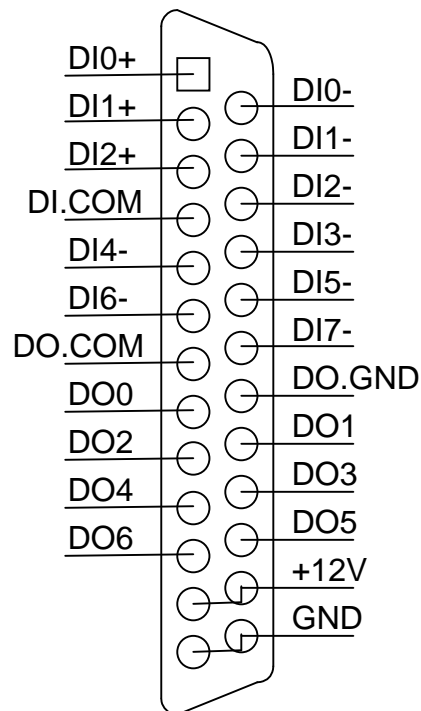 DI0+
DI0-
DI1+
DI1-
DI2+
DI2-
DI.COM
DI3-
DI4-
DI5-
DI6-
DI7-
DO.COM
DO.GND
DO0
DO1
DO2
DO3
DO4
DO5
DO6
+12V
GND